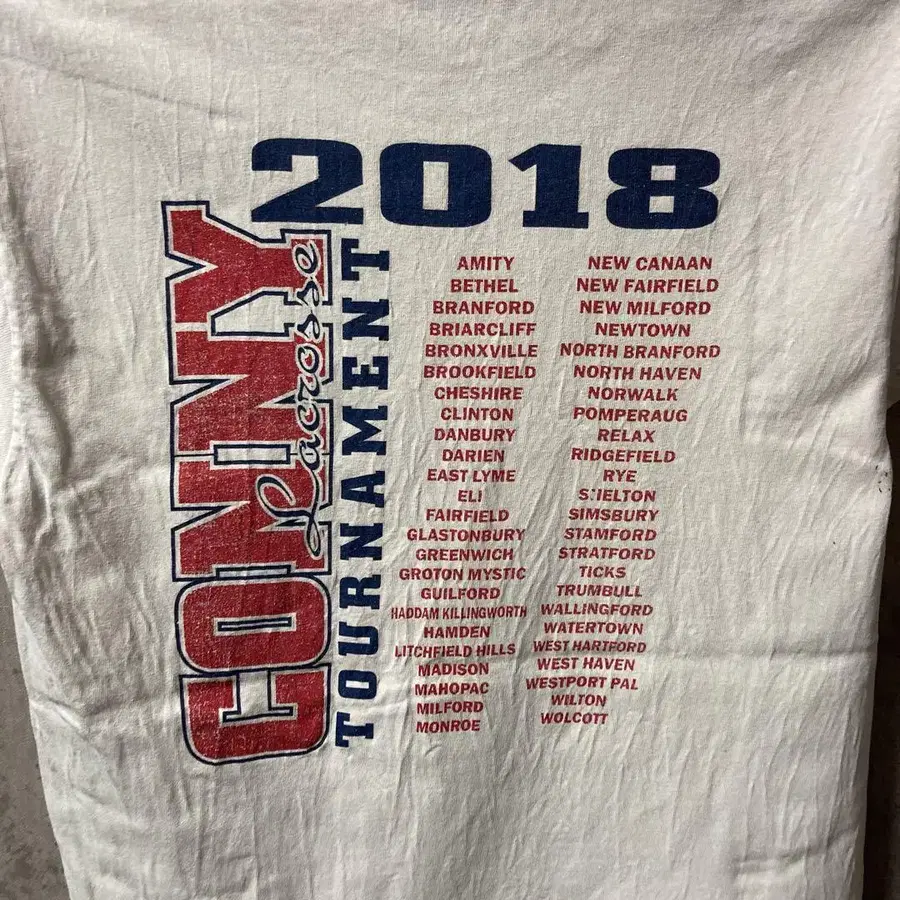 2018
CONNY
Lacrosse
TOURNAMENT
AMITY
BETHEL
BRANFORD
BRIARCLIFF
BRONXVILLE
BROOKFIELD
CHESHIRE
CLINTON
DANBURY
DARIEN
EAST LYME
ELI
FAIRFIELD
GLASTONBURY
GREENWICH
GROTON MYSTIC
GUILFORD
HADDAM KILLINGWORTH
HAMDEN
LITCHFIELD HILLS
MADISON
MAHOPAC
MILFORD
MONROE
NEW CANAAN
NEW FAIRFIELD
NEW MILFORD
NEWTOWN
NORTH BRANFORD
NORTH HAVEN
NORWALK
POMPERAUG
RELAX
RIDGEFIELD
RYE
SHELTON
SIMSBURY
STAMFORD
STRATFORD
TICKS
TRUMBULL
WALLINGFORD
WATERTOWN
WEST HARTFORD
WEST HAVEN
WESTPORT PAL
WILTON
WOLCOTT